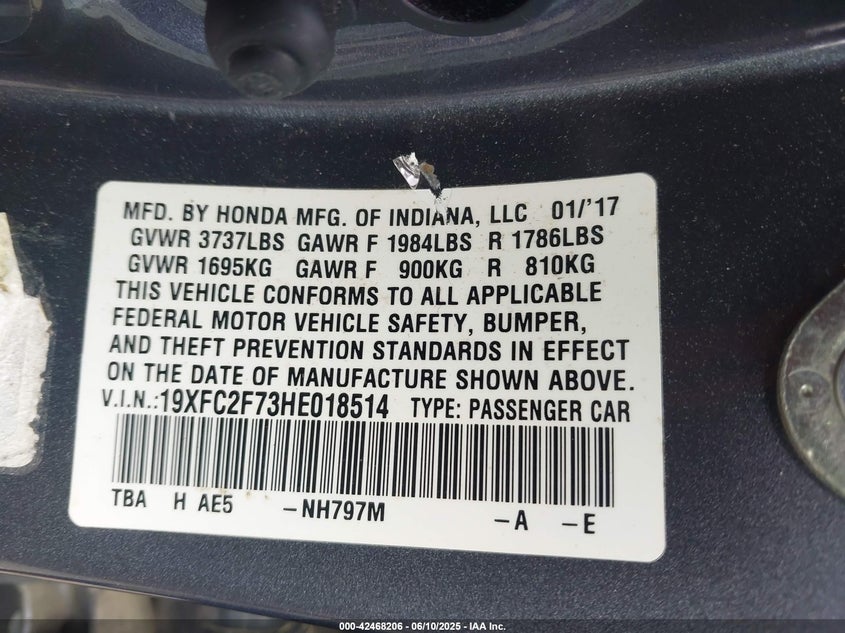 MFD. BY HONDA MFG. OF INDIANA, LLC 01/'17
GVWR 3737LBS GAWR F 1984LBS R 1786LBS
GVWR 1695KG GAWR F 900KG R 810KG
THIS VEHICLE CONFORMS TO ALL APPLICABLE
FEDERAL MOTOR VEHICLE SAFETY, BUMPER,
AND THEFT PREVENTION STANDARDS IN EFFECT
ON THE DATE OF MANUFACTURE SHOWN ABOVE.
V.I.N.:19XFC2F73HE018514 TYPE: PASSENGER CAR
TBA H AE5 -NH797M -A -E
000-42468206 - 06/10/2025 - IAA Inc.